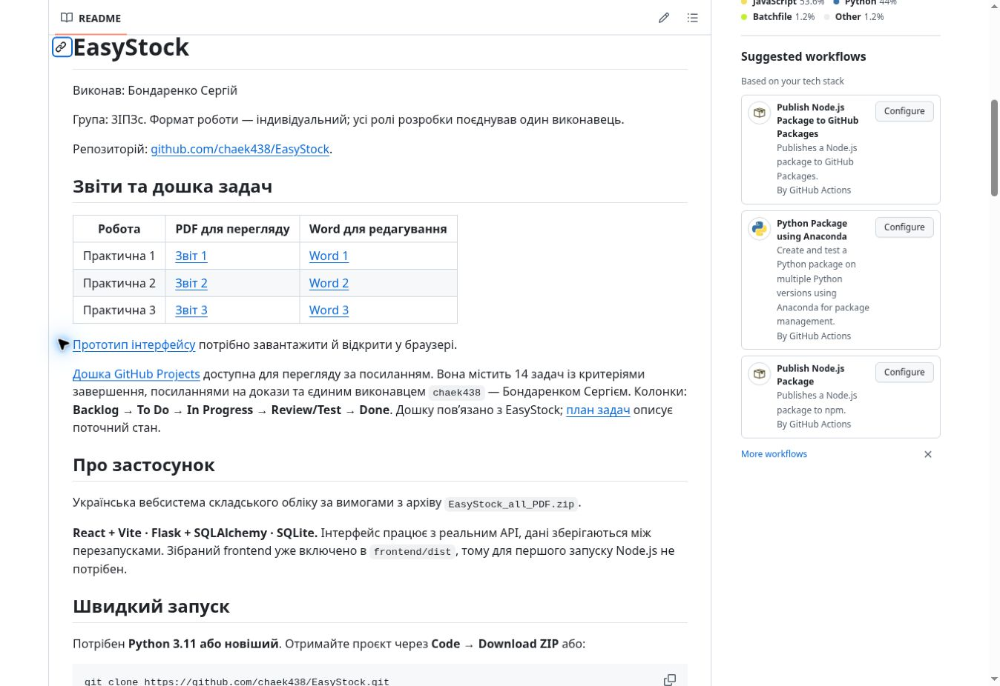 README
EasyStock
Виконав: Бондаренко Сергій
Група: ЗІПЗс. Формат роботи — індивідуальний; усі ролі розробки поєднував один виконавець.
Репозиторій: github.com/chaek438/EasyStock.
Звіти та дошка задач
Робота PDF для перегляду Word для редагування
Практична 1 Звіт 1 Word 1
Практична 2 Звіт 2 Word 2
Практична 3 Звіт 3 Word 3
Прототип інтерфейсу потрібно завантажити й відкрити у браузері.
Дошка GitHub Projects доступна для перегляду за посиланням. Вона містить 14 задач із критеріями
завершення, посиланнями на докази та єдиним виконавцем chaek438 — Бондаренком Сергієм. Колонки:
Backlog → To Do → In Progress → Review/Test → Done. Дошку пов’язано з EasyStock; план задач описує
поточний стан.
Про застосунок
Українська вебсистема складського обліку за вимогами з архіву EasyStock_all_PDF.zip.
React + Vite · Flask + SQLAlchemy · SQLite. Інтерфейс працює з реальним API, дані зберігаються між
перезапусками. Зібраний frontend уже включено в frontend/dist, тому для першого запуску Node.js не
потрібен.
Швидкий запуск
Потрібен Python 3.11 або новіший. Отримайте проєкт через Code → Download ZIP або:
git clone https://github.com/chaek438/EasyStock.git
JavaScript 53.6% Python 44%
Batchfile 1.2% Other 1.2%
Suggested workflows
Based on your tech stack
Publish Node.js
Package to GitHub
Packages
Configure
Publishes a Node.js
package to GitHub
Packages.
By GitHub Actions
Python Package
using Anaconda
Configure
Create and test a
Python package on
multiple Python
versions using
Anaconda for package
management.
By GitHub Actions
Publish Node.js
Package
Configure
Publishes a Node.js
package to npm.
By GitHub Actions
More workflows